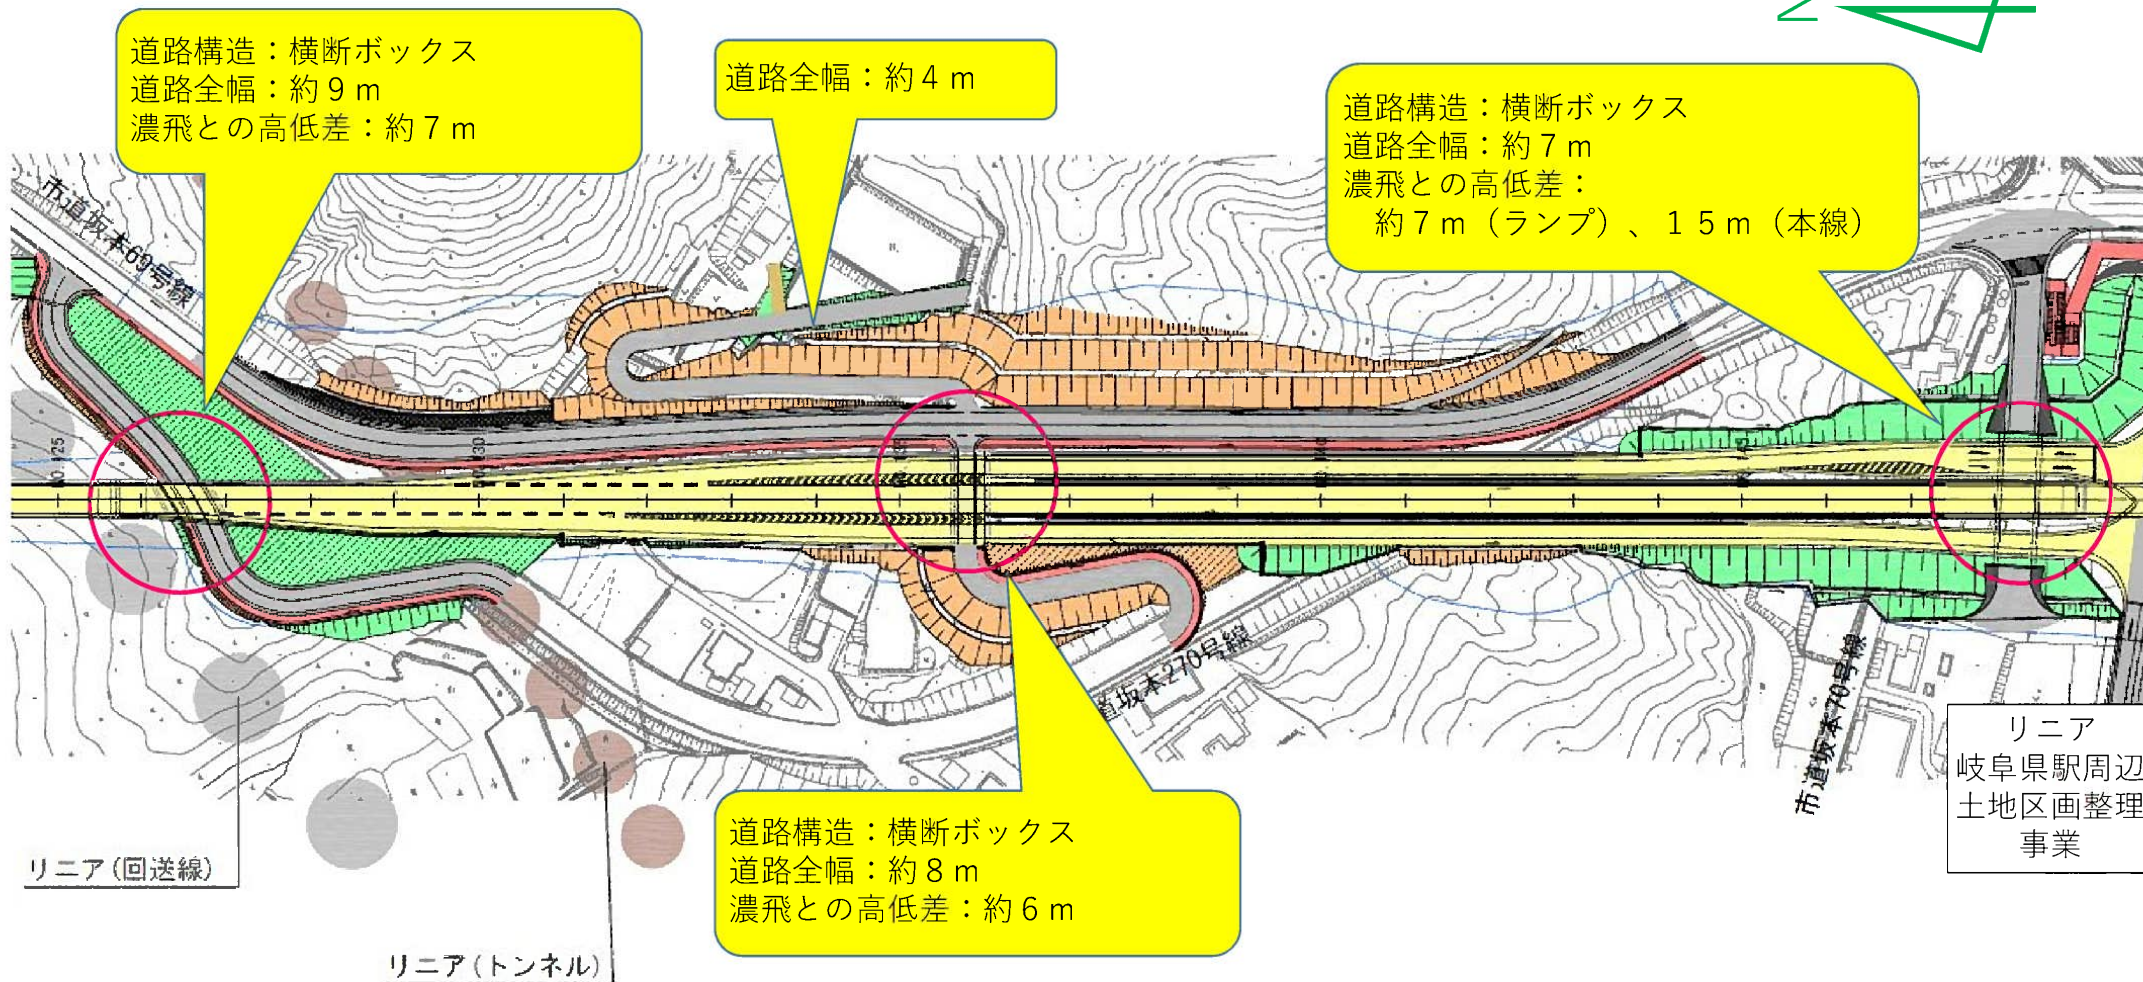 道路構造：横断ボックス
道路全幅：約９ｍ
濃飛との高低差：約７ｍ
道路全幅：約４ｍ
道路構造：横断ボックス
道路全幅：約７ｍ
濃飛との高低差：
約７ｍ（ランプ）、１５ｍ（本線）
市道坂本69号線
道坂本270号線
市道坂本70号線
リニア
岐阜県駅周辺
土地区画整理
事業
道路構造：横断ボックス
道路全幅：約８ｍ
濃飛との高低差：約６ｍ
リニア(回送線)
リニア(トンネル)